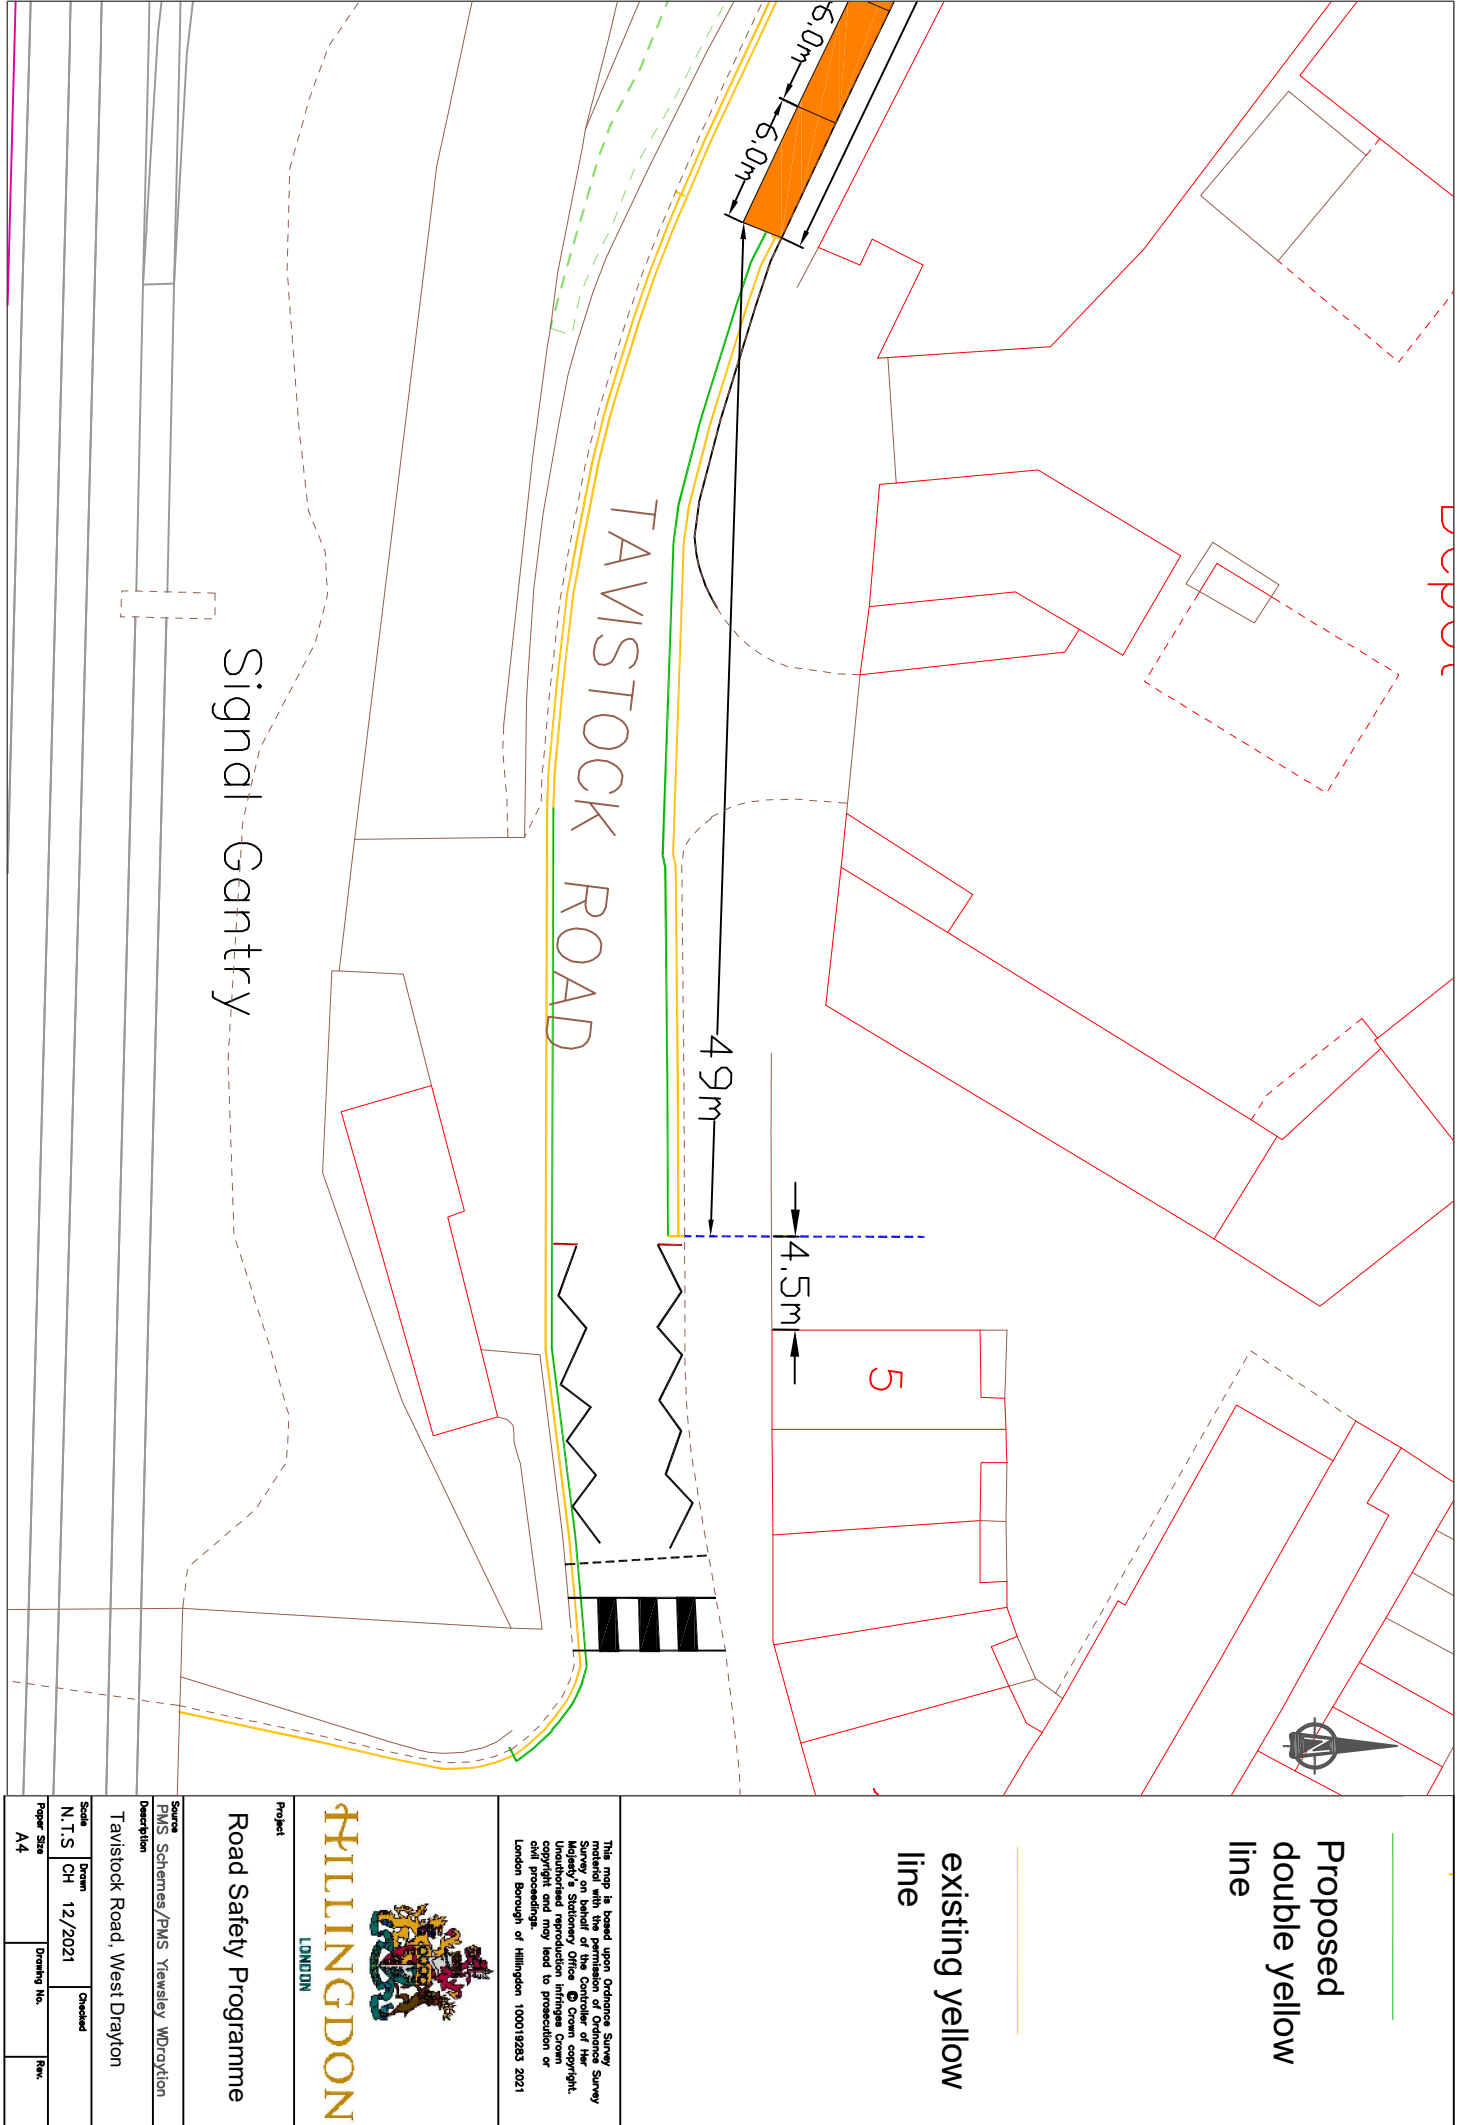 6.0m
6.0m
Depot
TAVISTOCK ROAD
Signal Gantry
49m
4.5m
5
N
Proposed
double yellow
line
existing yellow
line
This map is based upon Ordnance Survey
material with the permission of Ordnance Survey
Survey on behalf of the Controller of Her
Majesty's Stationery Office © Crown copyright.
Unauthorised reproduction infringes Crown
copyright and may lead to prosecution or
civil proceedings.
London Borough of Hillingdon 100019283 2021
HILLINGDON
LONDON
Project
Road Safety Programme
Source
PMS Schemes/PMS Yiewsley WDraytion
Description
Tavistock Road, West Drayton
Scale
N.T.S
Drawn
CH 12/2021
Checked
Paper Size
A4
Drawing No.
Rev.